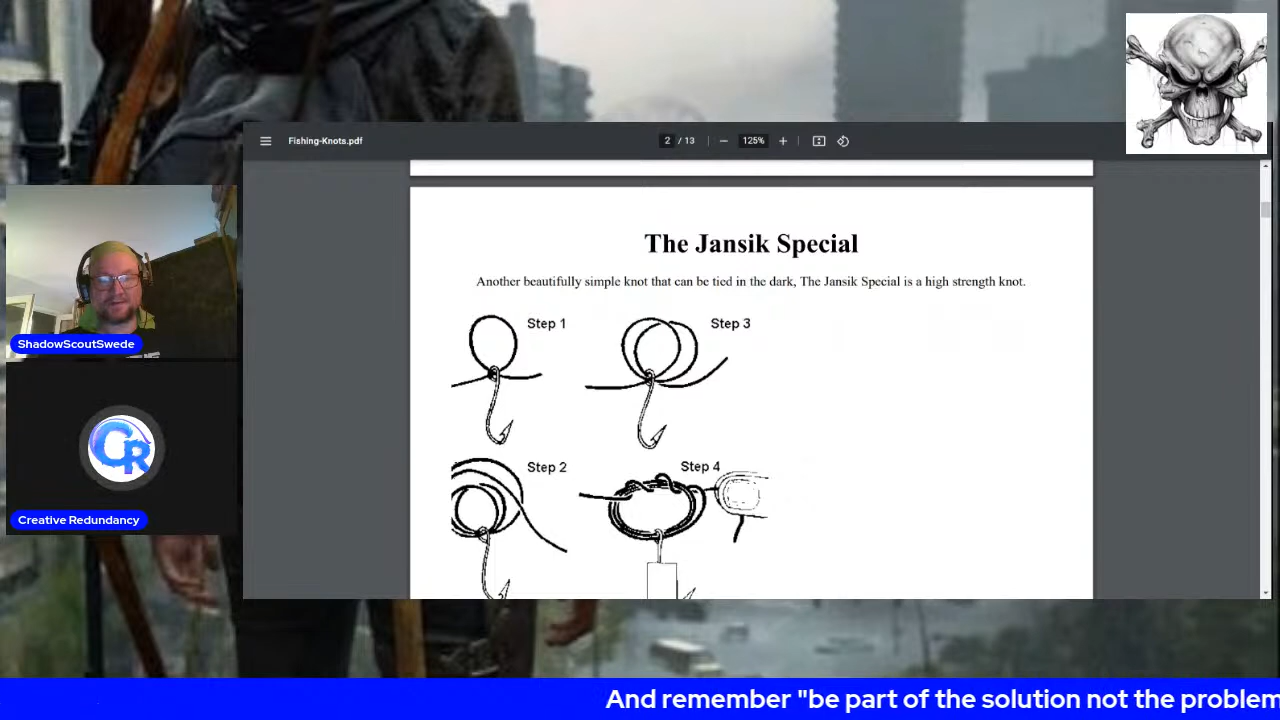 Fishing-Knots.pdf
2 / 13
125%
The Jansik Special
Another beautifully simple knot that can be tied in the dark, The Jansik Special is a high strength knot.
Step 1
Step 3
Step 2
Step 4
ShadowScoutSwede
CR
Creative Redundancy
And remember "be part of the solution not the problem